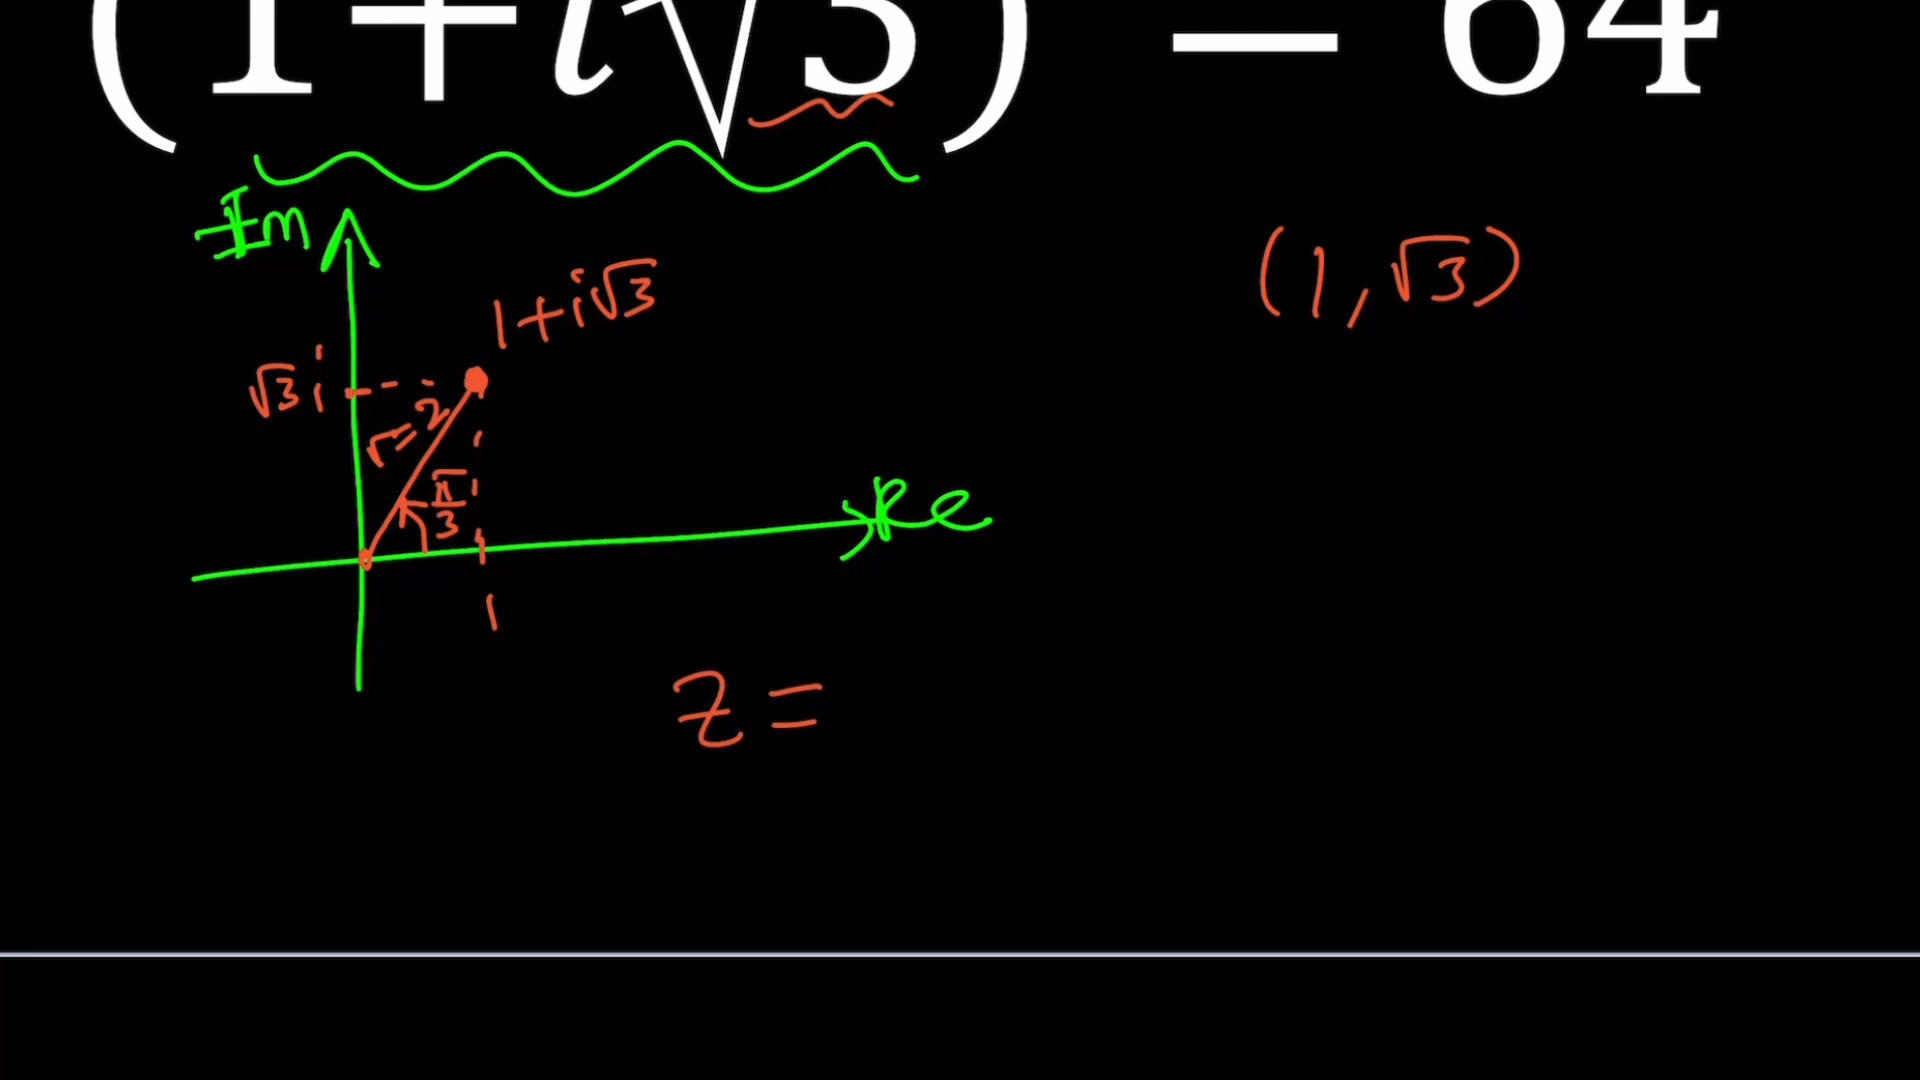 (1+i√3) − 64
Im
(1, √3)
1+i√3
√3 i
r=2
π/3
Re
1
z =